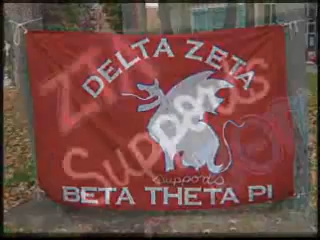 DELTA ZETA
Supports
BETA THETA PI
ZTA
Supports